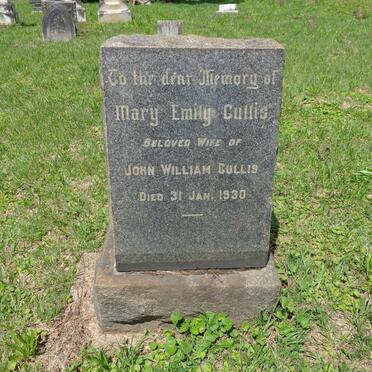 To the dear Memory of
Mary Emily Cullis,
Beloved Wife of
John William Cullis
Died 31 Jan. 1930